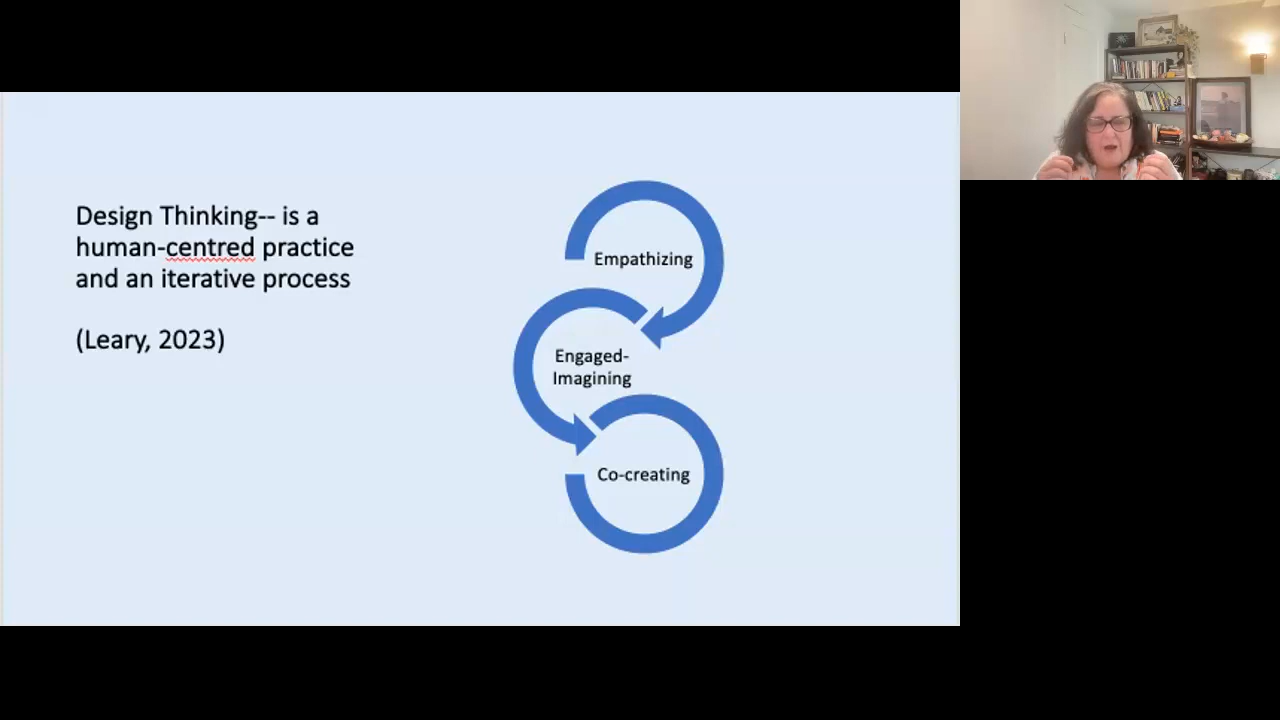 Design Thinking-- is a
human-centred practice
and an iterative process
(Leary, 2023)
Empathizing
Engaged-
Imagining
Co-creating